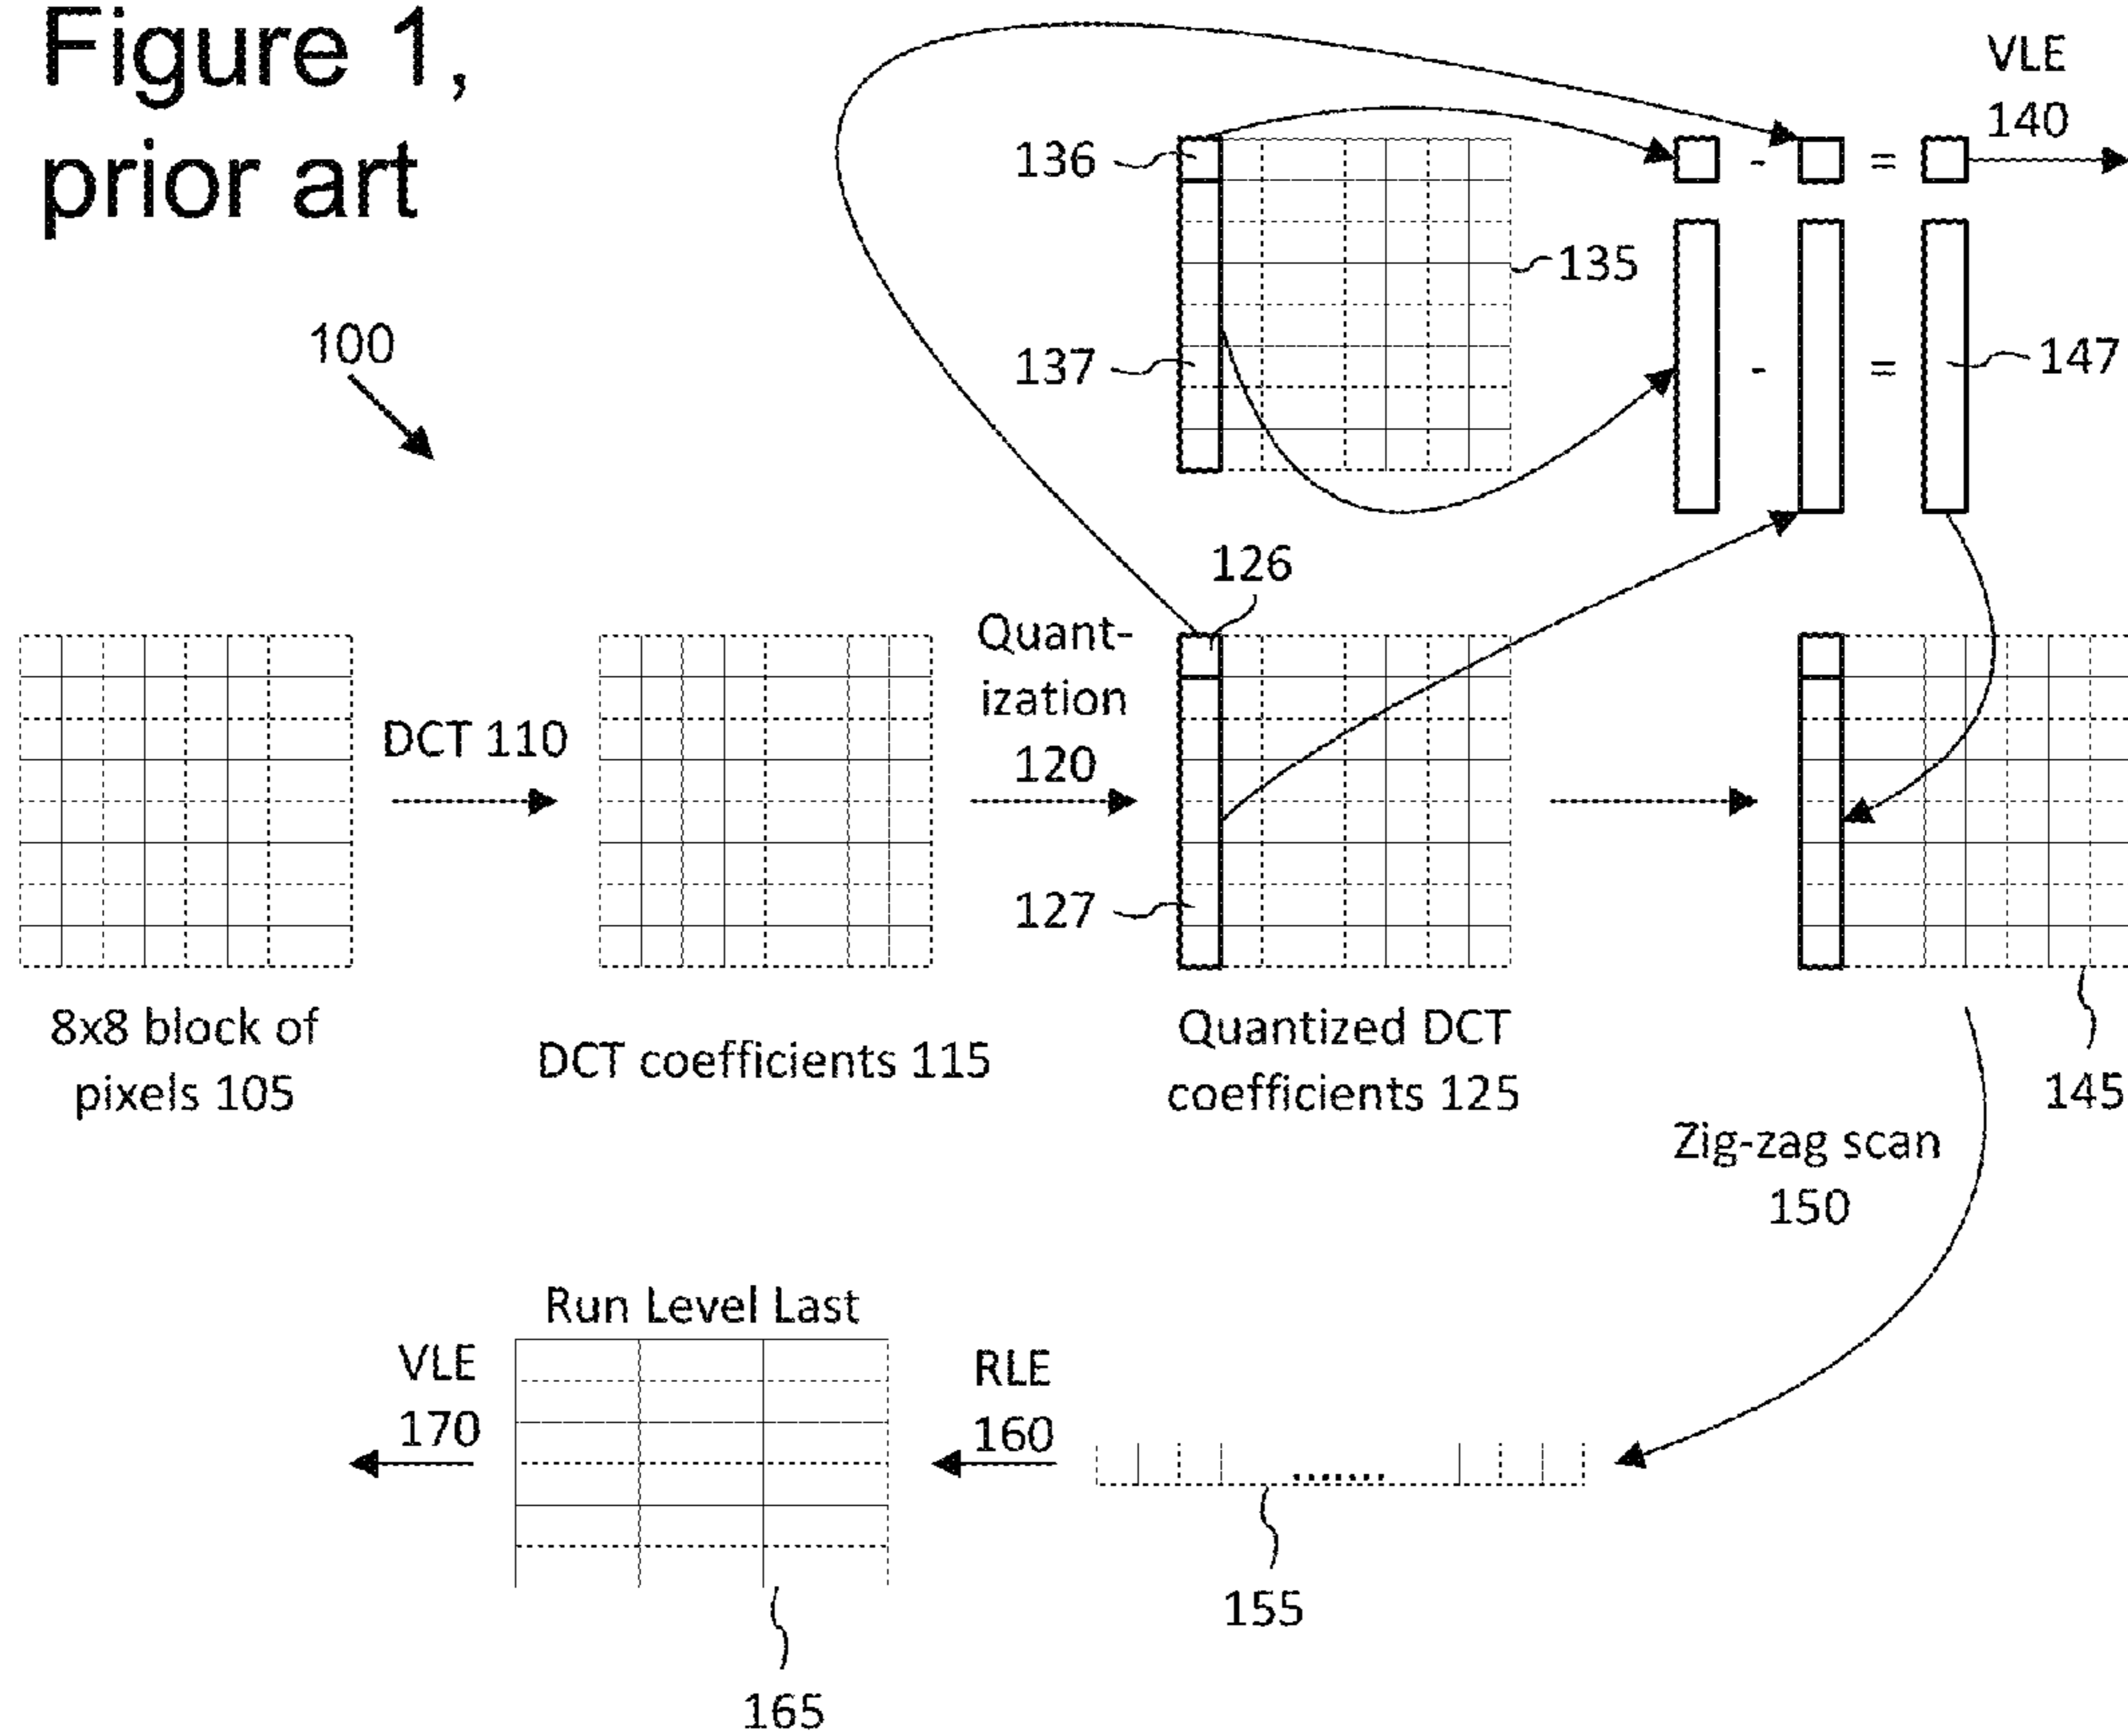 Figure 1,
prior art
100
136
137
135
- =
- =
VLE
140
147
126
8x8 block of
pixels 105
DCT 110
DCT coefficients 115
Quant-
ization
120
127
Quantized DCT
coefficients 125
145
Zig-zag scan
150
155
RLE
160
Run Level Last
165
VLE
170